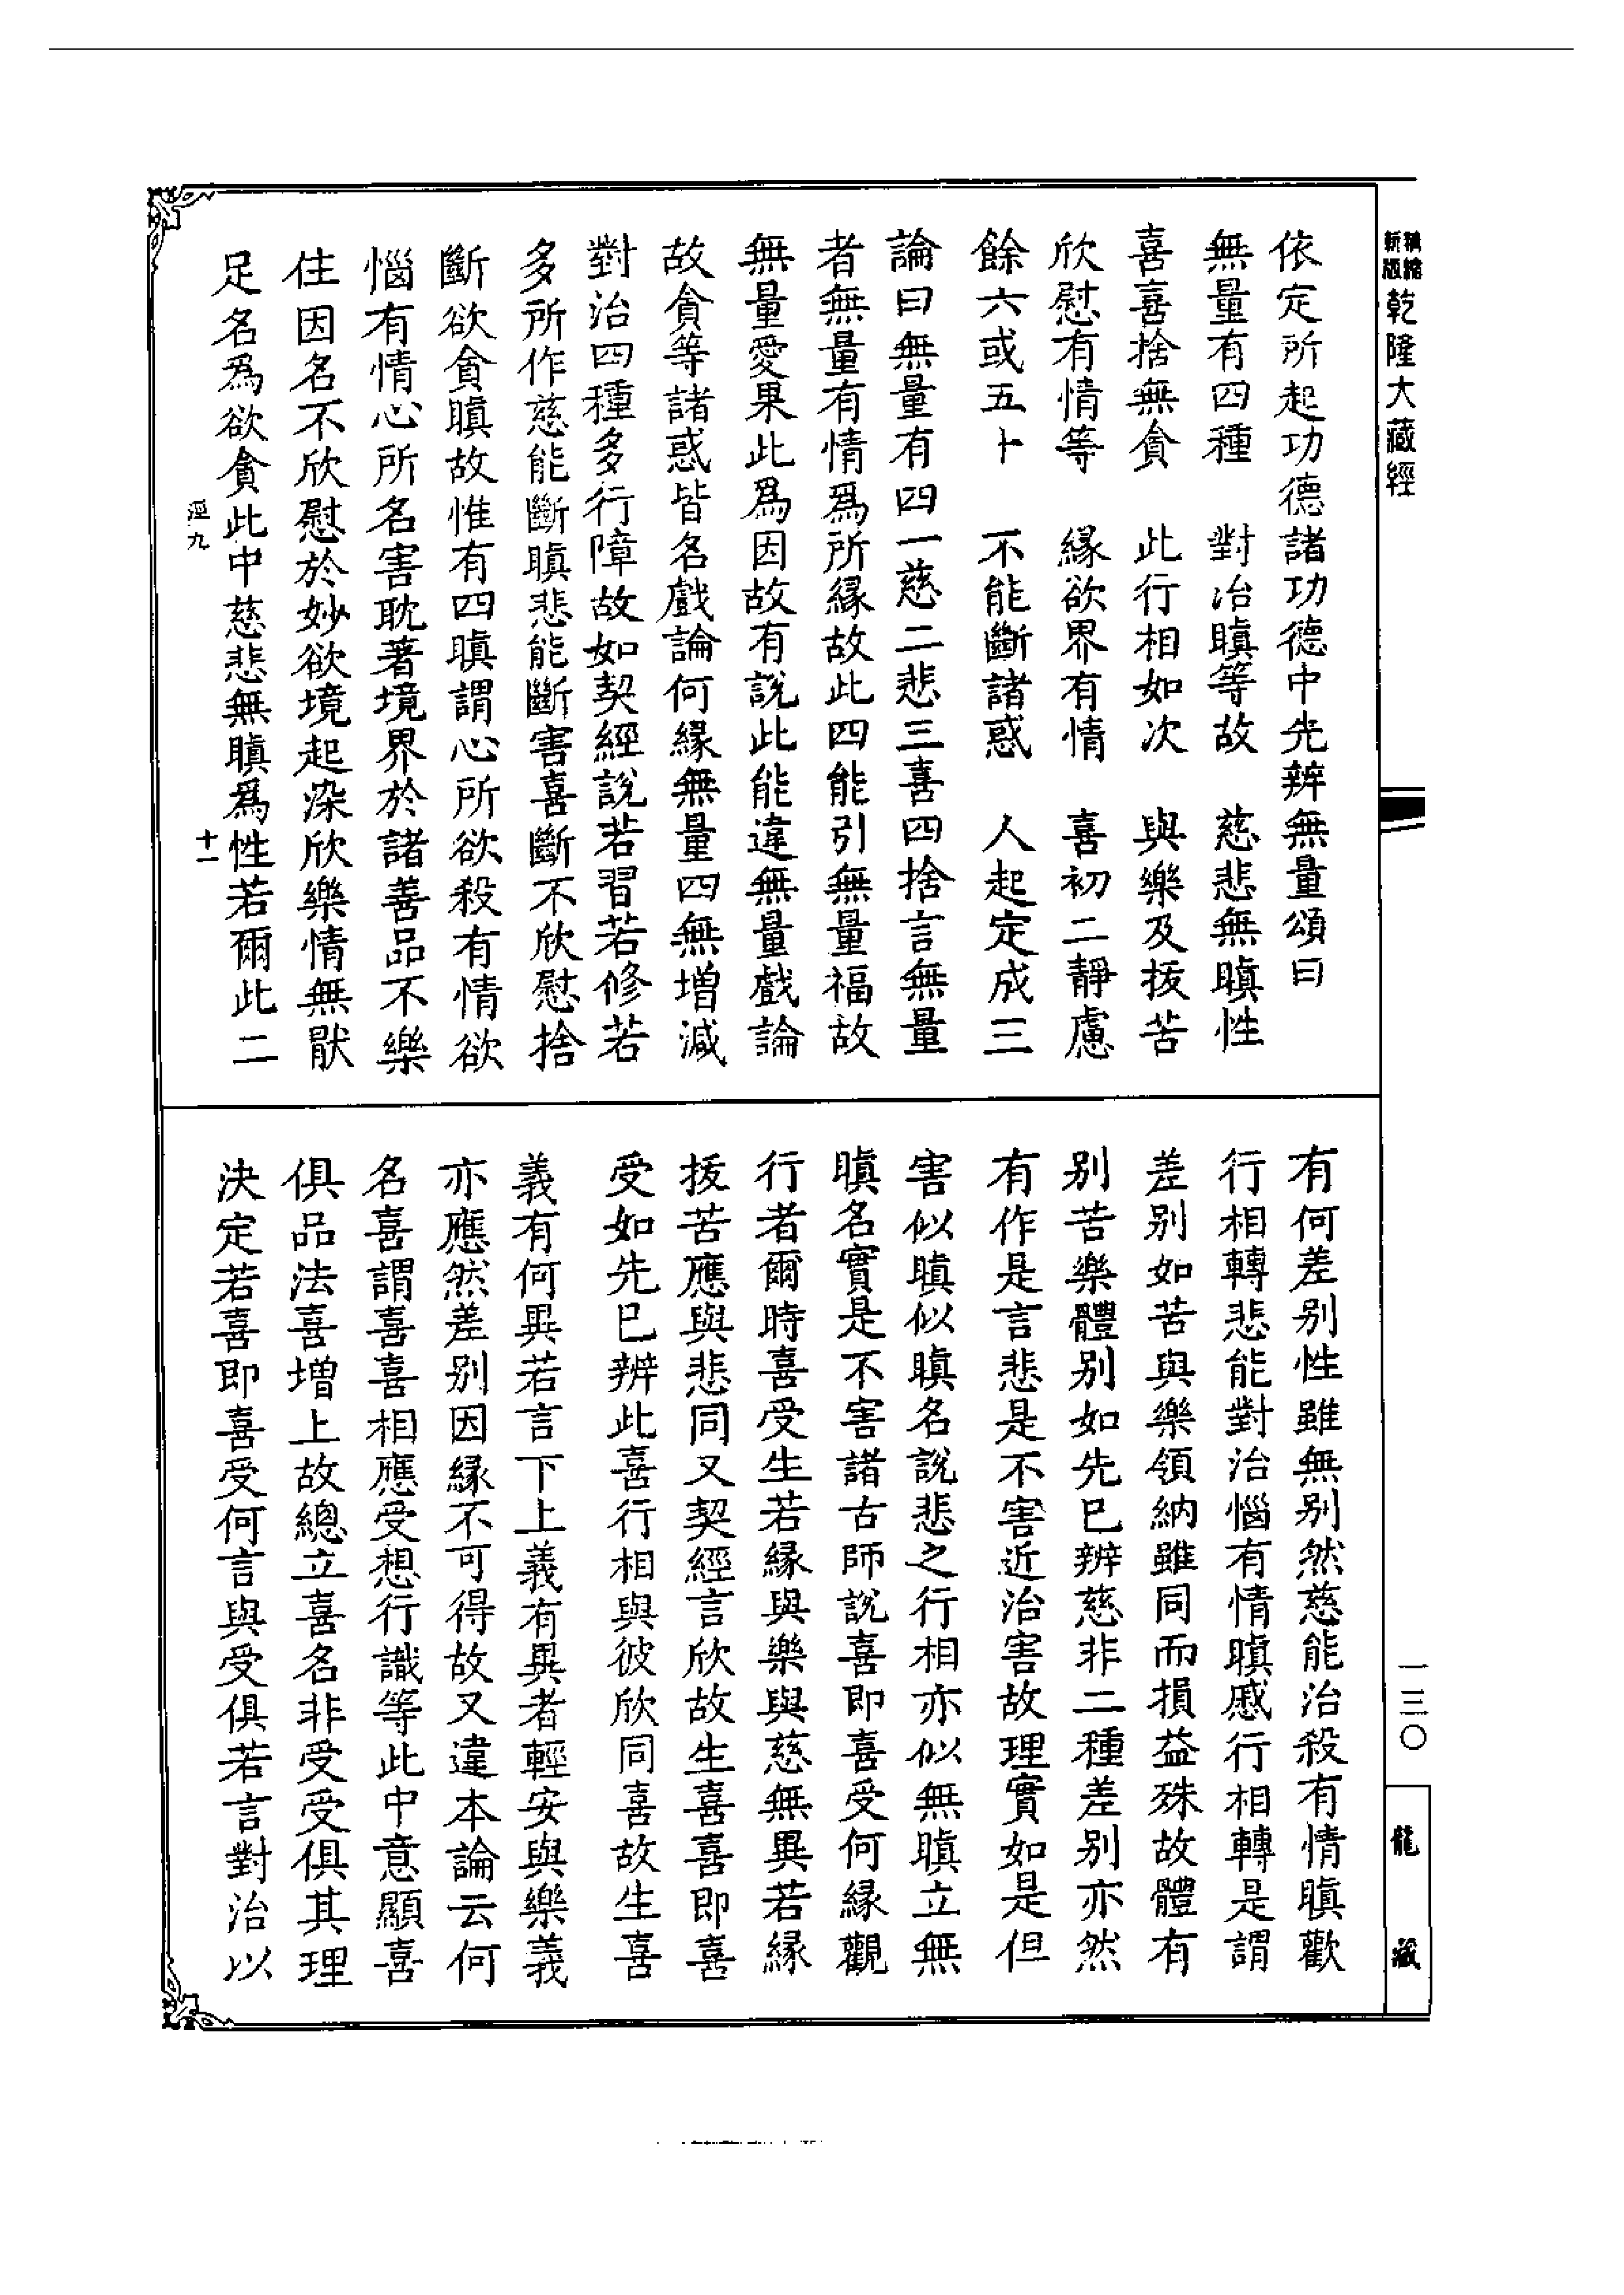 精縮
新版
乾隆大藏經
依定所起功德諸功德中先辨無量頌曰
無量有四種　對治瞋等故　慈悲無瞋性
喜喜捨無貪　此行相如次　與樂及拔苦
欣慰有情等　緣欲界有情　喜初二靜慮
餘六或五十　不能斷諸惑　人起定成三
論曰無量有四一慈二悲三喜四捨言無量
者無量有情爲所緣故此四能引無量福故
無量愛果此爲因故有說此能違無量戲論
故貪等諸惑皆名戲論何緣無量四無增減
對治四種多行障故如契經說若習若修若
多所作慈能斷瞋悲能斷害喜斷不欣慰捨
斷欲貪瞋故惟有四瞋謂心所欲殺有情欲
惱有情心所名害耽著境界於諸善品不樂
住因名不欣慰於妙欲境起染欣樂情無猒
足名爲欲貪此中慈悲無瞋爲性若爾此二
有何差別性雖無別然慈能治殺有情瞋歡
行相轉悲能對治惱有情瞋慼行相轉是謂
差別如苦與樂領納雖同而損益殊故體有
別苦樂體別如先已辨慈非二種差別亦然
有作是言悲是不害近治害故理實如是但
害似瞋似瞋名說悲之行相亦似無瞋立無
瞋名實是不害諸古師說喜即喜受何緣觀
行者爾時喜受生若緣與樂與慈無異若緣
拔苦應與悲同又契經言欣故生喜喜即喜
受如先已辨此喜行相與彼欣同喜故生喜
義有何異若言下上義有異者輕安與樂義
亦應然差別因緣不可得故又違本論云何
名喜謂喜喜相應受想行識等此中意顯喜
俱品法喜增上故總立喜名非受受俱其理
決定若喜即喜受何言與受俱若言對治以
九
十一
一三〇
龍藏